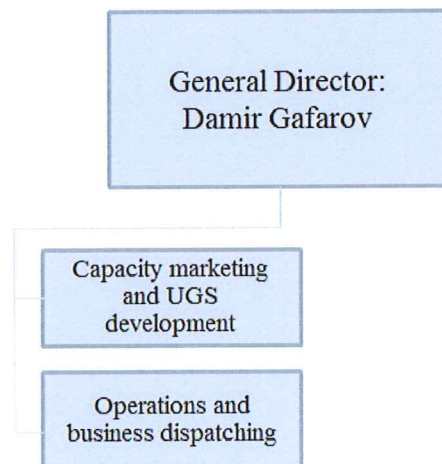 General Director:
Damir Gafarov
Capacity marketing
and UGS
development
Operations and
business dispatching